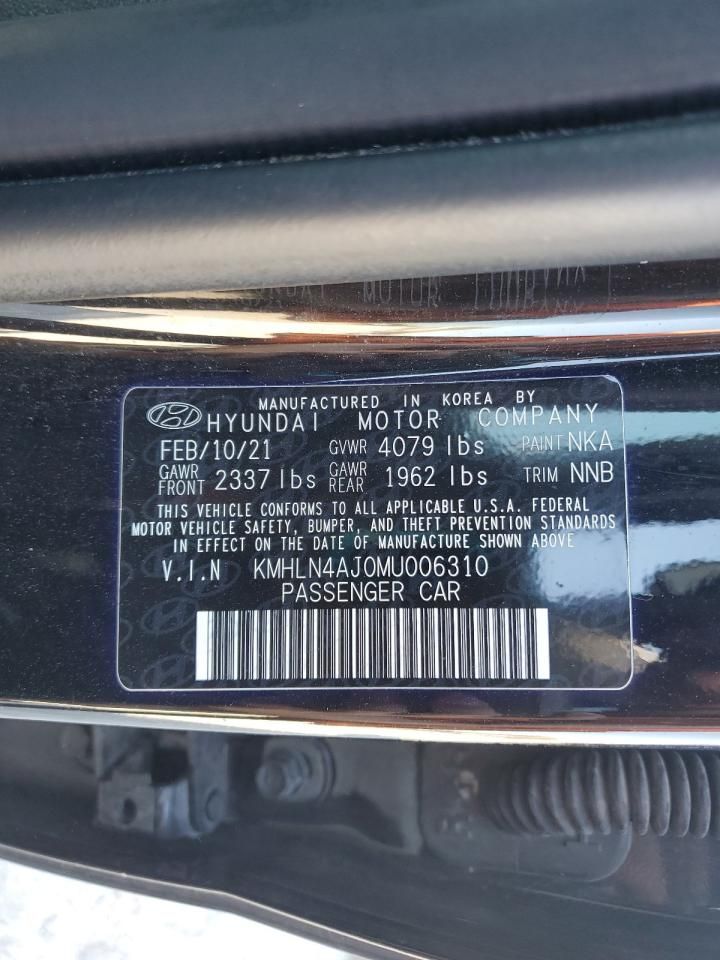 MANUFACTURED IN KOREA BY
HYUNDAI MOTOR COMPANY
FEB/10/21 GVWR 4079 lbs PAINT NKA
GAWR FRONT 2337 lbs GAWR REAR 1962 lbs TRIM NNB
THIS VEHICLE CONFORMS TO ALL APPLICABLE U.S.A. FEDERAL
MOTOR VEHICLE SAFETY, BUMPER, AND THEFT PREVENTION STANDARDS
IN EFFECT ON THE DATE OF MANUFACTURE SHOWN ABOVE
V.I.N KMHLN4AJ0MU006310
PASSENGER CAR